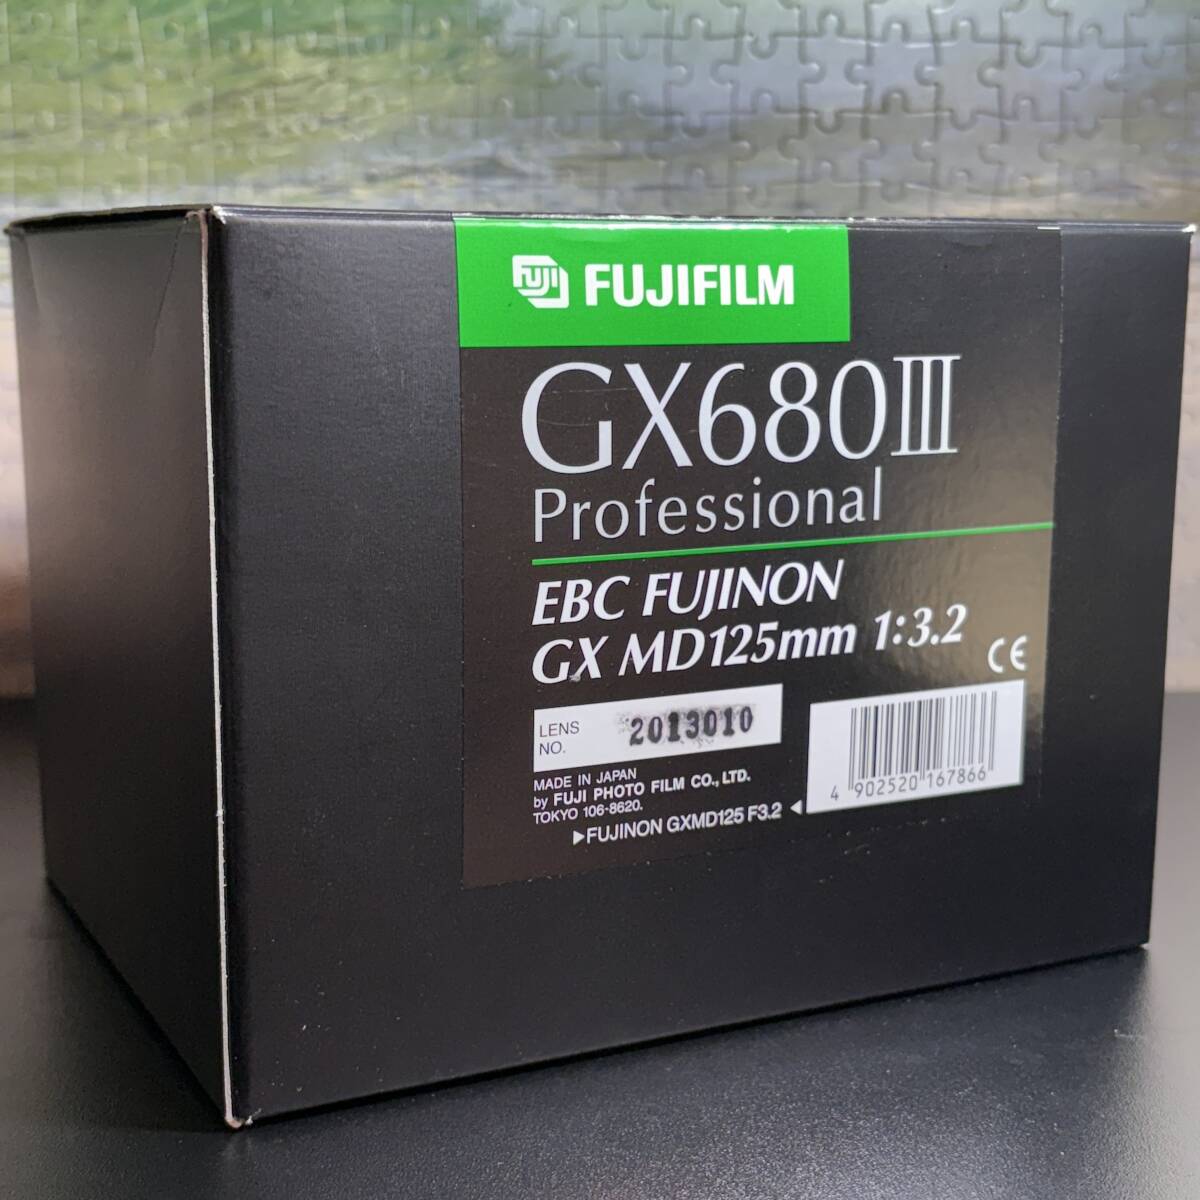 FUJI FUJIFILM
GX680III
Professional
EBC FUJINON
GX MD125mm 1:3.2
CE
LENS
NO. 2013010
MADE IN JAPAN
by FUJI PHOTO FILM CO., LTD.
TOKYO 106-8620.
▶FUJINON GXMD125 F3.2 ◀
4 902520 167866